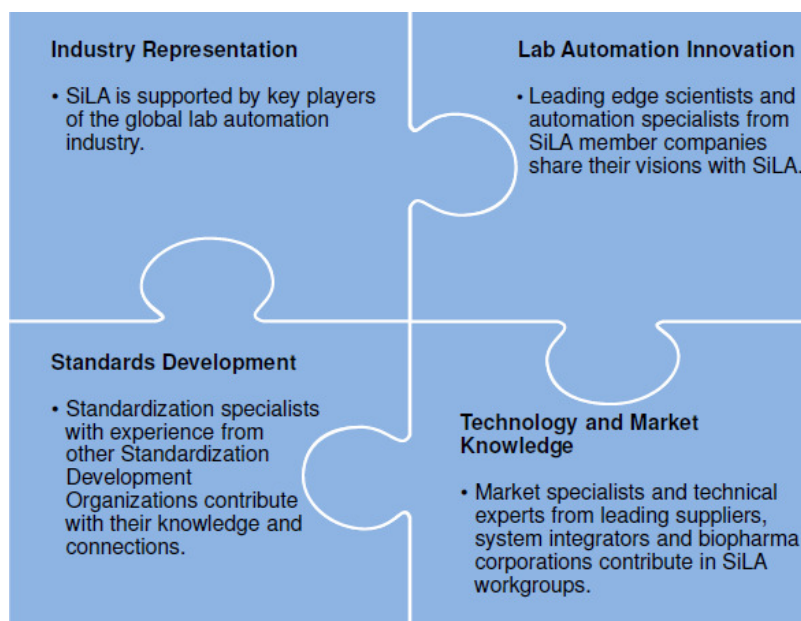 Industry Representation
• SiLA is supported by key players
of the global lab automation
industry.
Lab Automation Innovation
• Leading edge scientists and
automation specialists from
SiLA member companies
share their visions with SiLA.
Standards Development
• Standardization specialists
with experience from
other Standardization
Development
Organizations contribute
with their knowledge and
connections.
Technology and Market
Knowledge
• Market specialists and technical
experts from leading suppliers,
system integrators and biopharma
corporations contribute in SiLA
workgroups.